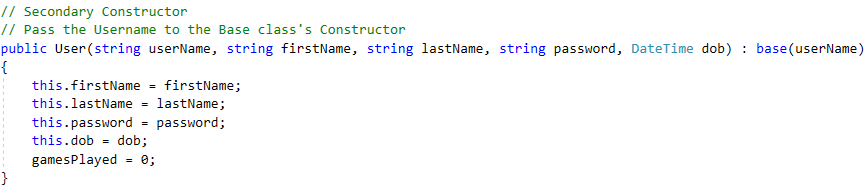 // Secondary Constructor
// Pass the Username to the Base class's Constructor
public User(string userName, string firstName, string lastName, string password, DateTime dob) : base(userName)
{
    this.firstName = firstName;
    this.lastName = lastName;
    this.password = password;
    this.dob = dob;
    gamesPlayed = 0;
}